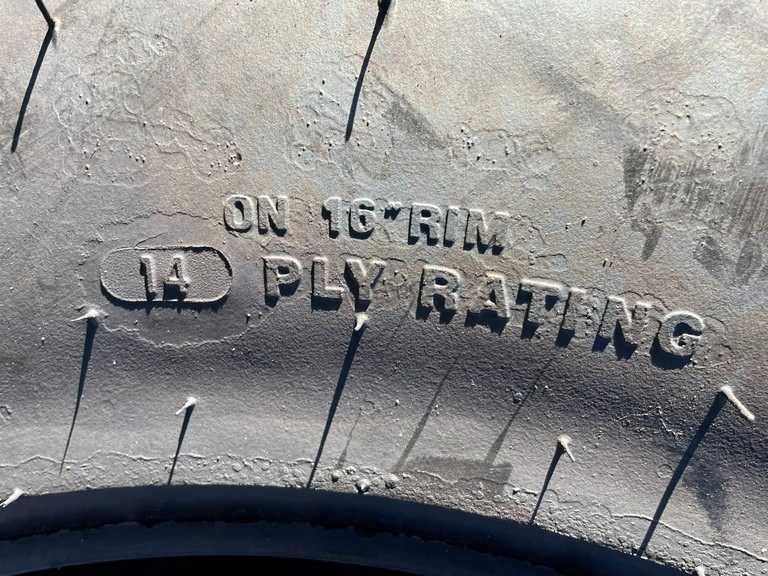 ON 16" RIM
14 PLY RATING